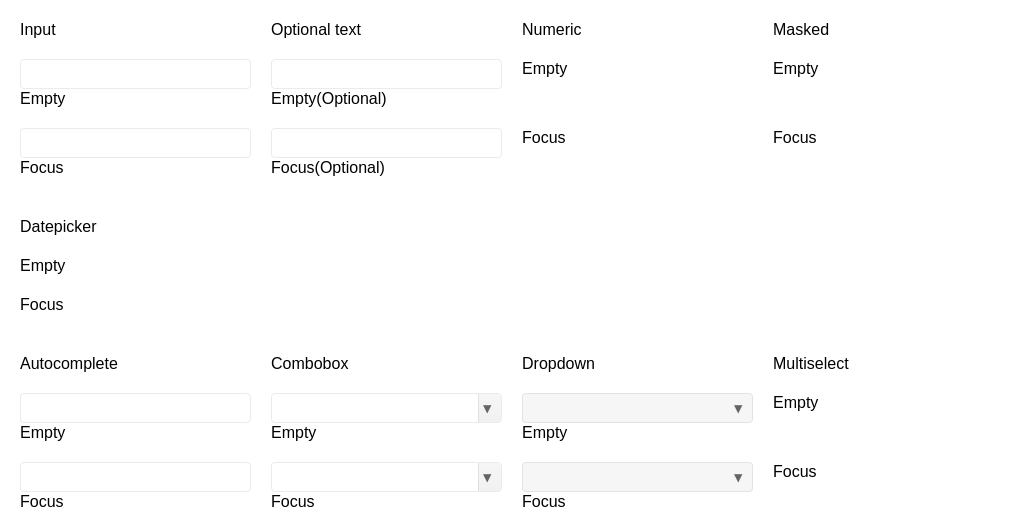 Input Optional text Numeric Masked
Empty Empty(Optional) Empty Empty
Focus Focus(Optional) Focus Focus
Datepicker
Empty
Focus
Autocomplete Combobox Dropdown Multiselect
Empty Empty Empty Empty
Focus Focus Focus Focus